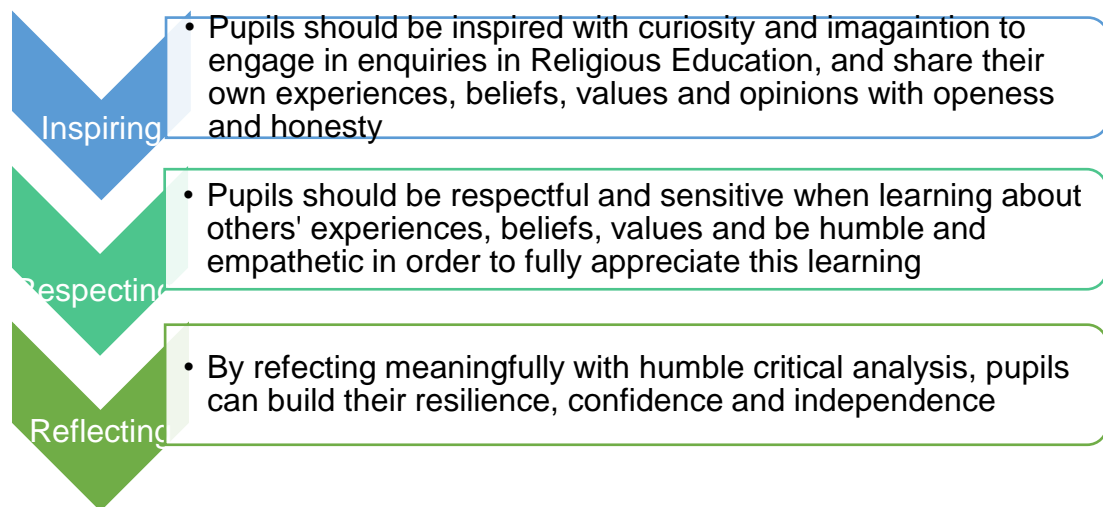 Inspiring
• Pupils should be inspired with curiosity and imagaintion to
engage in enquiries in Religious Education, and share their
own experiences, beliefs, values and opinions with openess
and honesty
Respecting
• Pupils should be respectful and sensitive when learning about
others' experiences, beliefs, values and be humble and
empathetic in order to fully appreciate this learning
Reflecting
• By refecting meaningfully with humble critical analysis, pupils
can build their resilience, confidence and independence